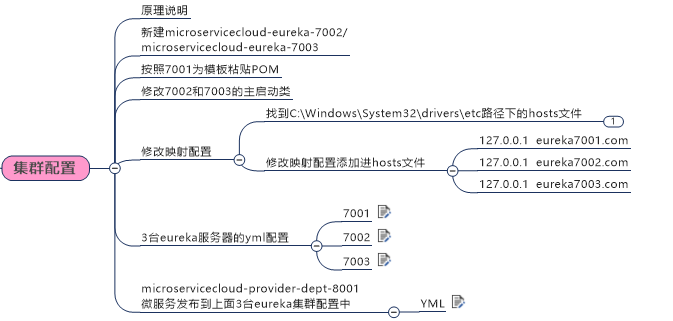 原理说明
新建microservicecloud-eureka-7002/
microservicecloud-eureka-7003
按照7001为模板粘贴POM
修改7002和7003的主启动类
集群配置
修改映射配置
找到C:\Windows\System32\drivers\etc路径下的hosts文件
1
修改映射配置添加进hosts文件
127.0.0.1 eureka7001.com
127.0.0.1 eureka7002.com
127.0.0.1 eureka7003.com
3台eureka服务器的yml配置
7001
7002
7003
microservicecloud-provider-dept-8001
微服务发布到上面3台eureka集群配置中
YML